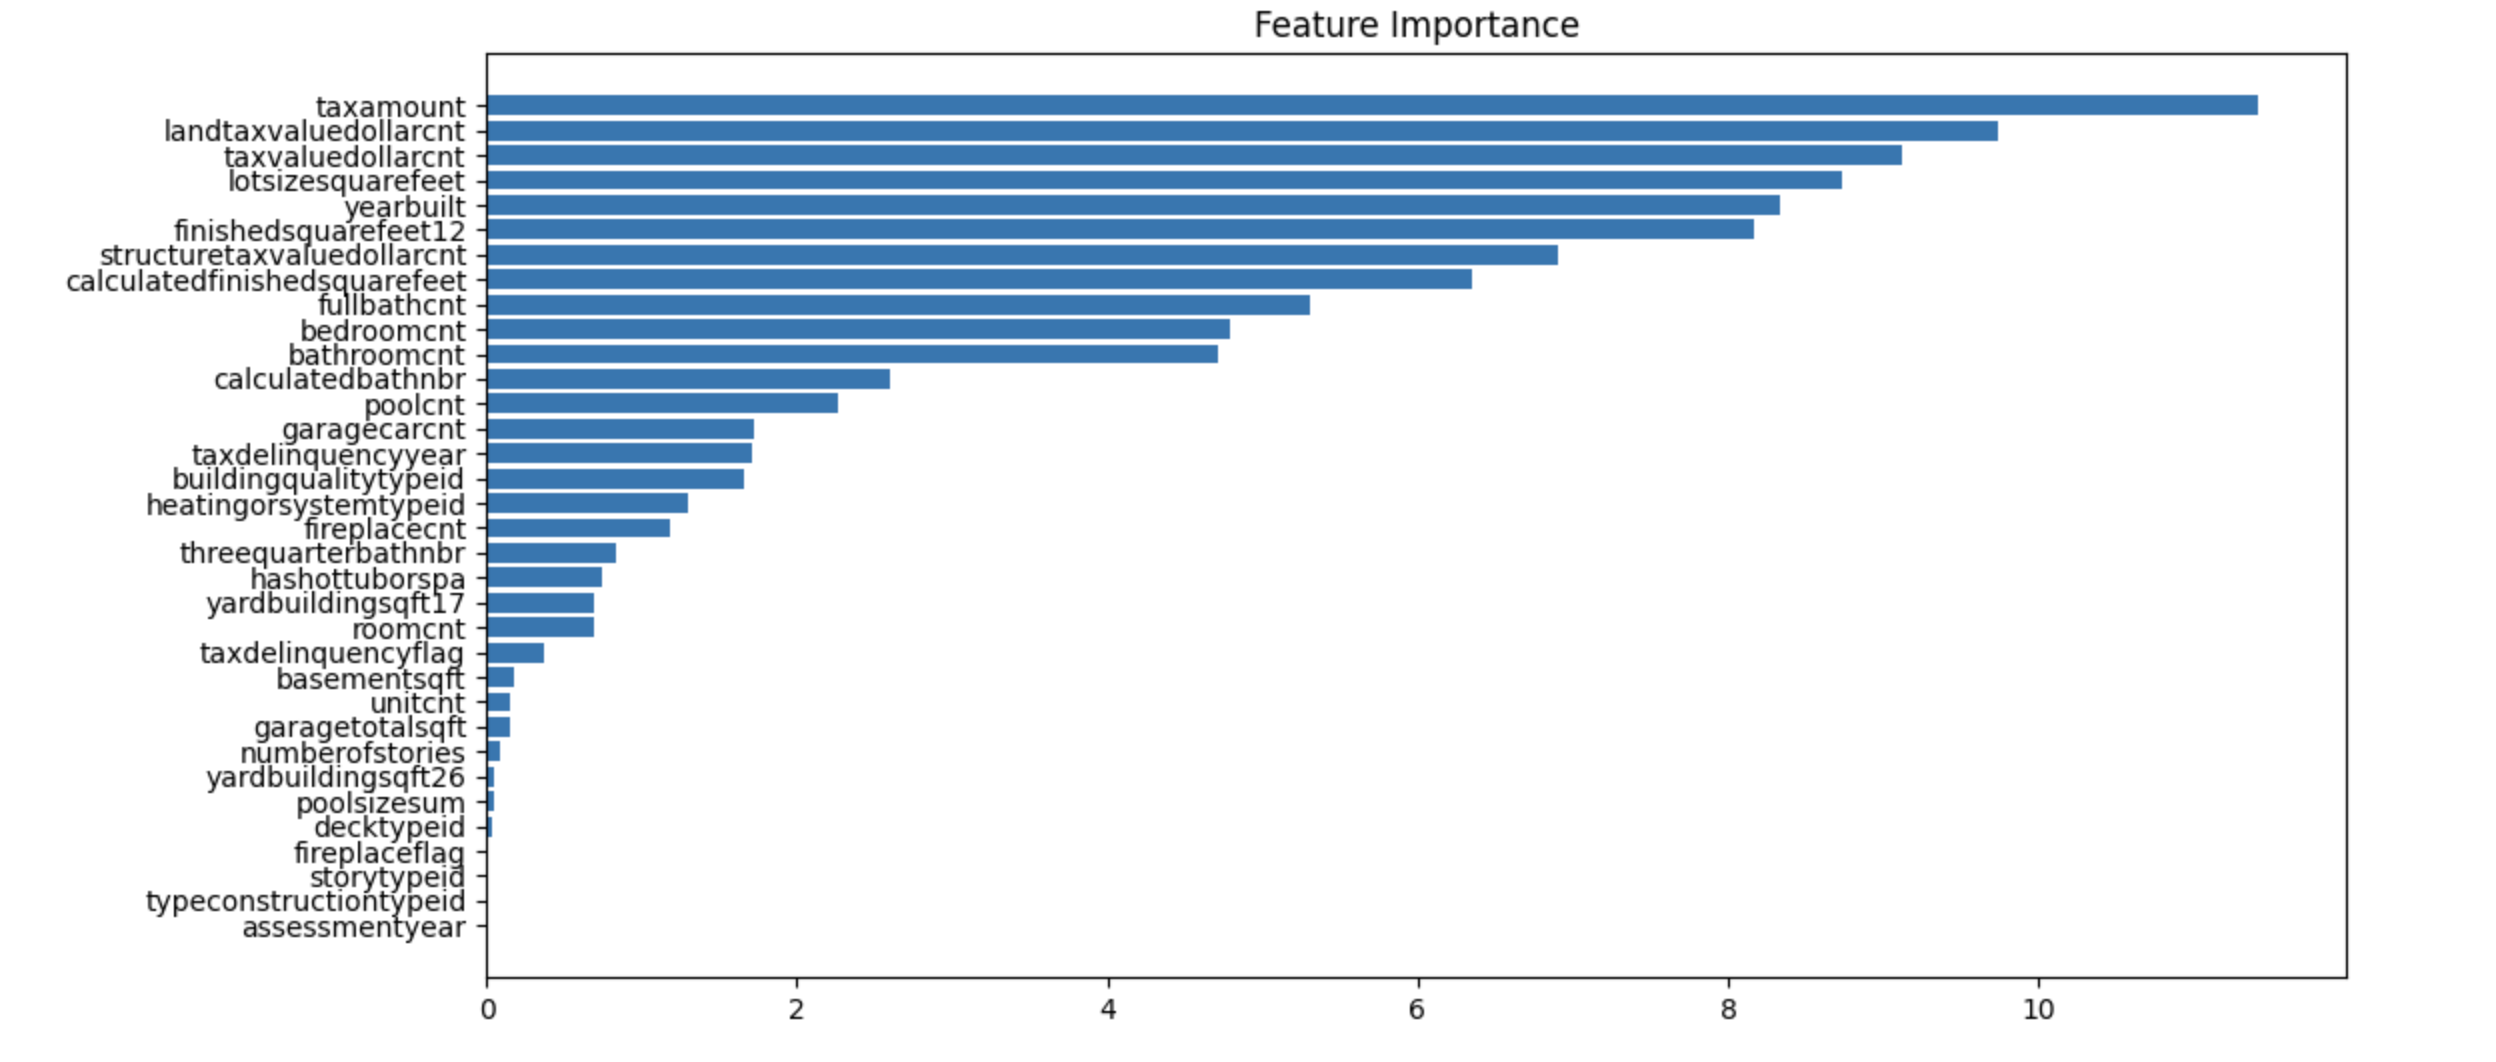 Feature Importance
taxamount
landtaxvaluedollarcnt
taxvaluedollarcnt
lotsizesquarefeet
yearbuilt
finishedsquarefeet12
structuretaxvaluedollarcnt
calculatedfinishedsquarefeet
fullbathcnt
bedroomcnt
bathroomcnt
calculatedbathnbr
poolcnt
garagecarcnt
taxdelinquencyyear
buildingqualitytypeid
heatingorsystemtypeid
fireplacecnt
threequarterbathnbr
hashottuborspa
yardbuildingsqft17
roomcnt
taxdelinquencyflag
basementsqft
unitcnt
garagetotalsqft
numberofstories
yardbuildingsqft26
poolsizesum
decktypeid
fireplaceflag
storytypeid
typeconstructiontypeid
assessmentyear
0 2 4 6 8 10